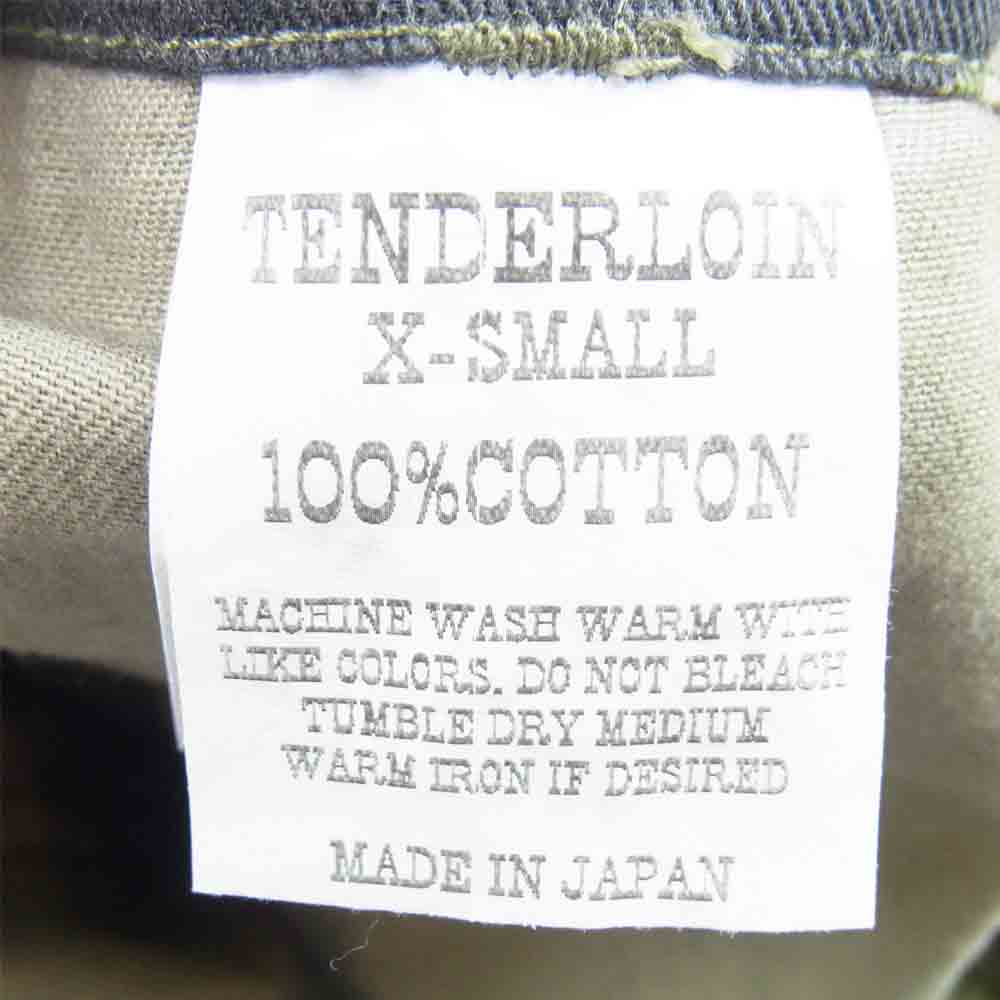 TENDERLOIN
X-SMALL
100%COTTON
MACHINE WASH WARM WITH
LIKE COLORS. DO NOT BLEACH
TUMBLE DRY MEDIUM
WARM IRON IF DESIRED
MADE IN JAPAN